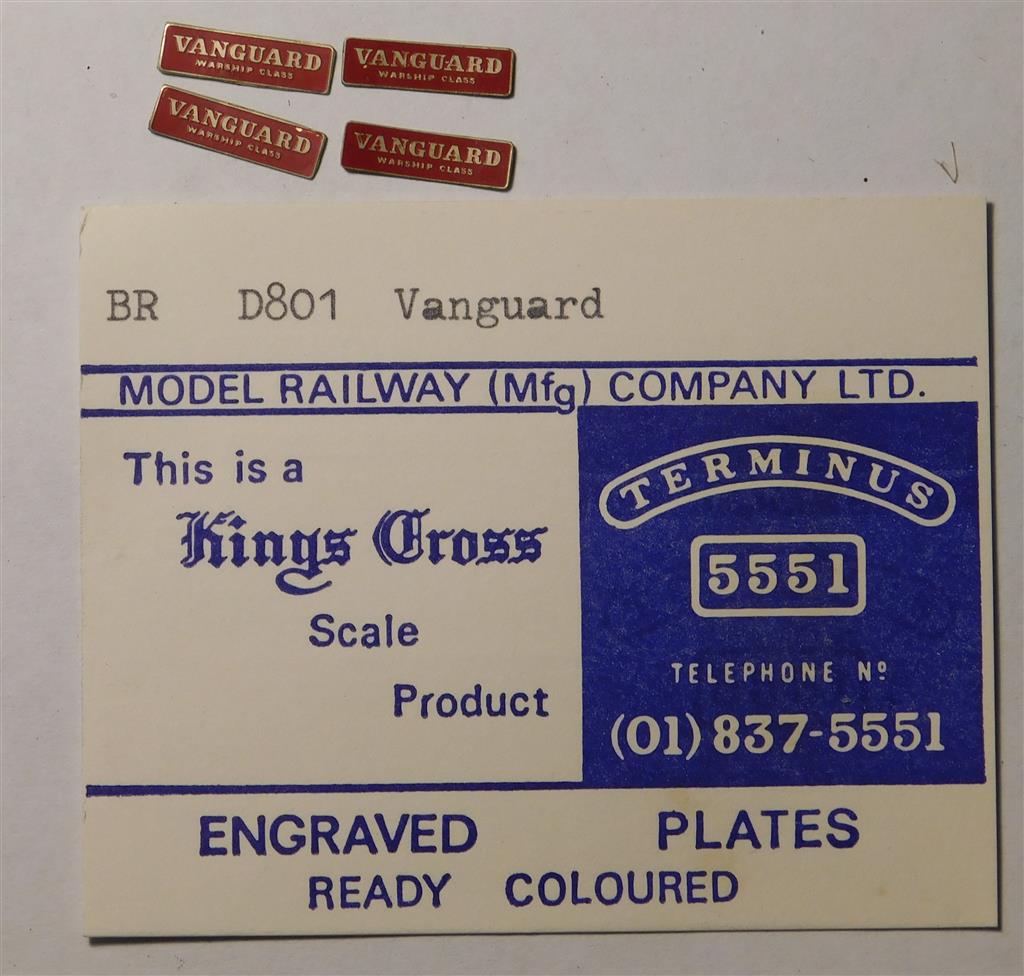 VANGUARD
WARSHIP CLASS
VANGUARD
WARSHIP CLASS
VANGUARD
WARSHIP CLASS
VANGUARD
WARSHIP CLASS
BR D801 Vanguard
MODEL RAILWAY (Mfg) COMPANY LTD.
This is a
Kings Cross
Scale
Product
TERMINUS
5551
TELEPHONE Nº
(01) 837-5551
ENGRAVED PLATES
READY COLOURED